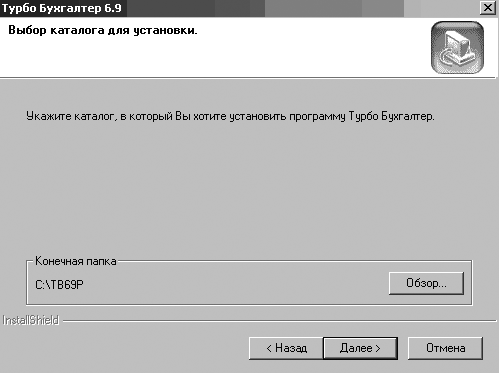 Турбо Бухгалтер 6.9
Выбор каталога для установки.
Укажите каталог, в который Вы хотите установить программу Турбо Бухгалтер.
Конечная папка
C:\TB69P
Обзор...
InstallShield
< Назад
Далее >
Отмена